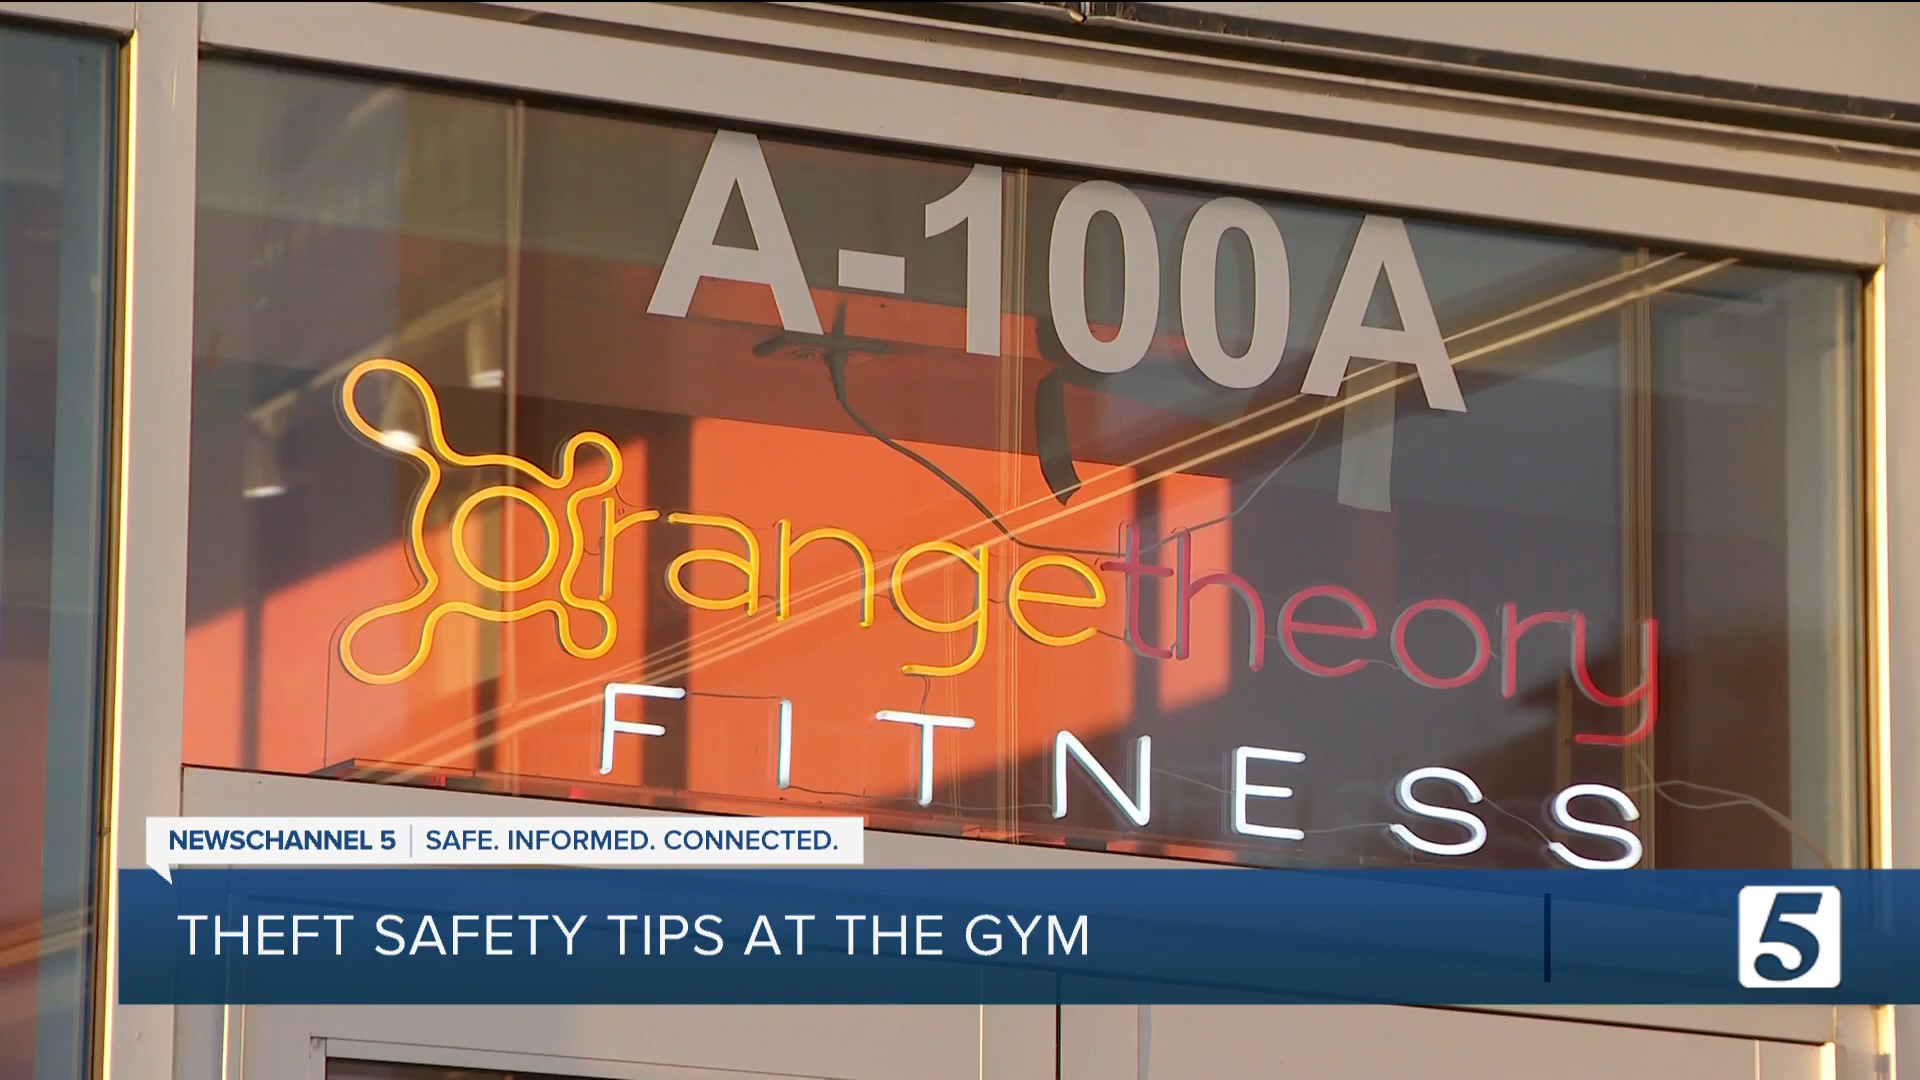 A-100A
orangetheory
FITNESS
NEWSCHANNEL 5 | SAFE. INFORMED. CONNECTED.
THEFT SAFETY TIPS AT THE GYM
5